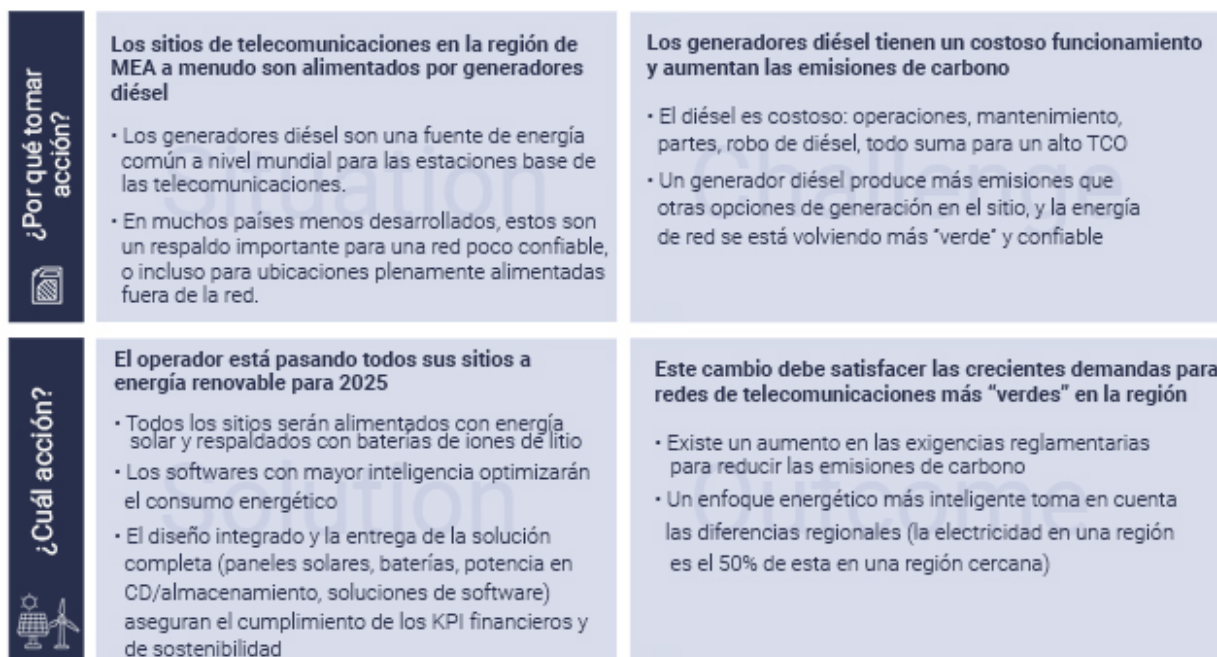 ¿Por qué tomar
acción?
Situation
Los sitios de telecomunicaciones en la región de
MEA a menudo son alimentados por generadores
diésel
• Los generadores diésel son una fuente de energía
común a nivel mundial para las estaciones base de
las telecomunicaciones.
• En muchos países menos desarrollados, estos son
un respaldo importante para una red poco confiable,
o incluso para ubicaciones plenamente alimentadas
fuera de la red.
Challenge
Los generadores diésel tienen un costoso funcionamiento
y aumentan las emisiones de carbono
• El diésel es costoso: operaciones, mantenimiento,
partes, robo de diésel, todo suma para un alto TCO
• Un generador diésel produce más emisiones que
otras opciones de generación en el sitio, y la energía
de red se está volviendo más “verde” y confiable
¿Cuál acción?
Solution
El operador está pasando todos sus sitios a
energía renovable para 2025
• Todos los sitios serán alimentados con energía
solar y respaldados con baterías de iones de litio
• Los softwares con mayor inteligencia optimizarán
el consumo energético
• El diseño integrado y la entrega de la solución
completa (paneles solares, baterías, potencia en
CD/almacenamiento, soluciones de software)
aseguran el cumplimiento de los KPI financieros y
de sostenibilidad
Outcome
Este cambio debe satisfacer las crecientes demandas para
redes de telecomunicaciones más “verdes” en la región
• Existe un aumento en las exigencias reglamentarias
para reducir las emisiones de carbono
• Un enfoque energético más inteligente toma en cuenta
las diferencias regionales (la electricidad en una región
es el 50% de esta en una región cercana)